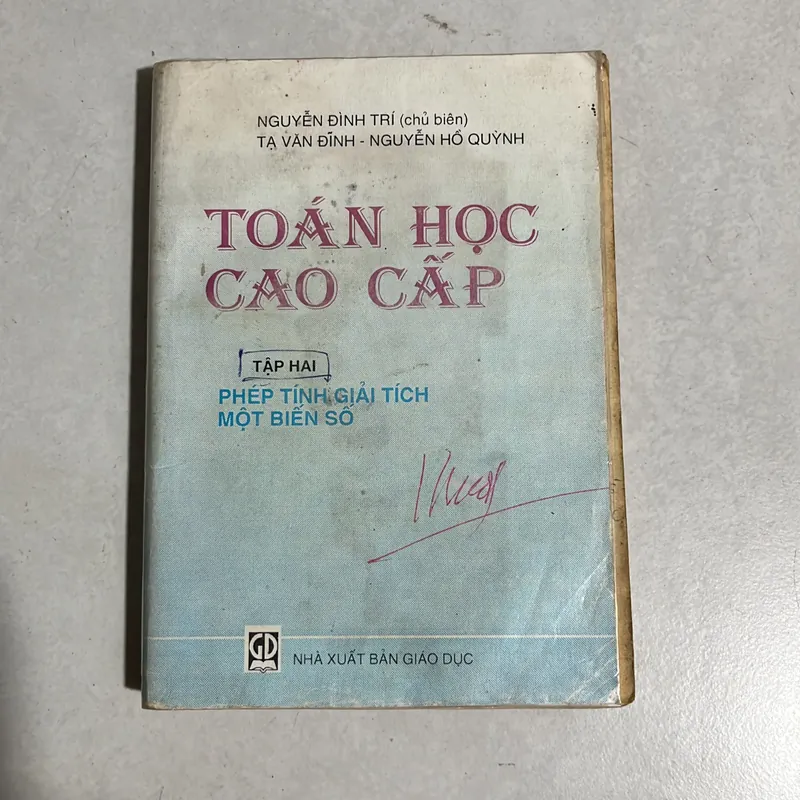 NGUYỄN ĐÌNH TRÍ (chủ biên)
TẠ VĂN ĐĨNH - NGUYỄN HỒ QUỲNH
TOÁN HỌC
CAO CẤP
TẬP HAI
PHÉP TÍNH GIẢI TÍCH
MỘT BIẾN SỐ
GD
NHÀ XUẤT BẢN GIÁO DỤC